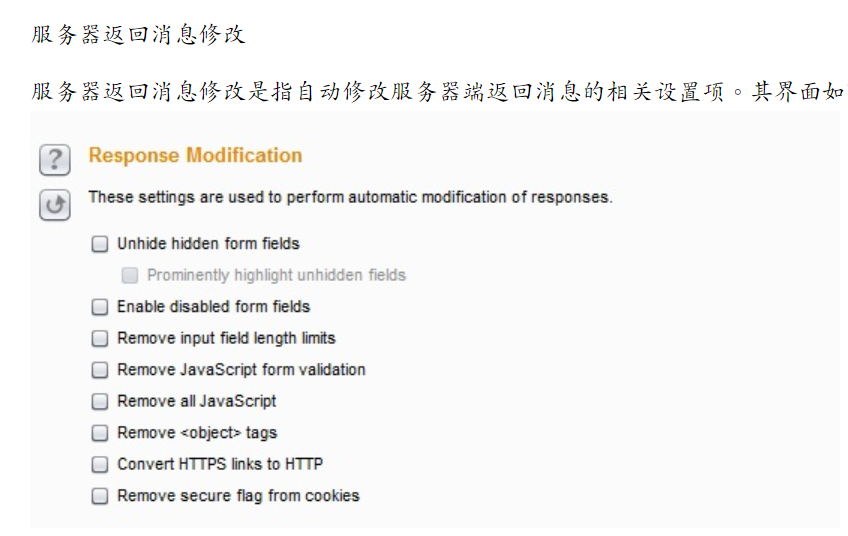 服务器返回消息修改
服务器返回消息修改是指自动修改服务器端返回消息的相关设置项。其界面如
?
Response Modification
These settings are used to perform automatic modification of responses.
Unhide hidden form fields
Prominently highlight unhidden fields
Enable disabled form fields
Remove input field length limits
Remove JavaScript form validation
Remove all JavaScript
Remove <object> tags
Convert HTTPS links to HTTP
Remove secure flag from cookies